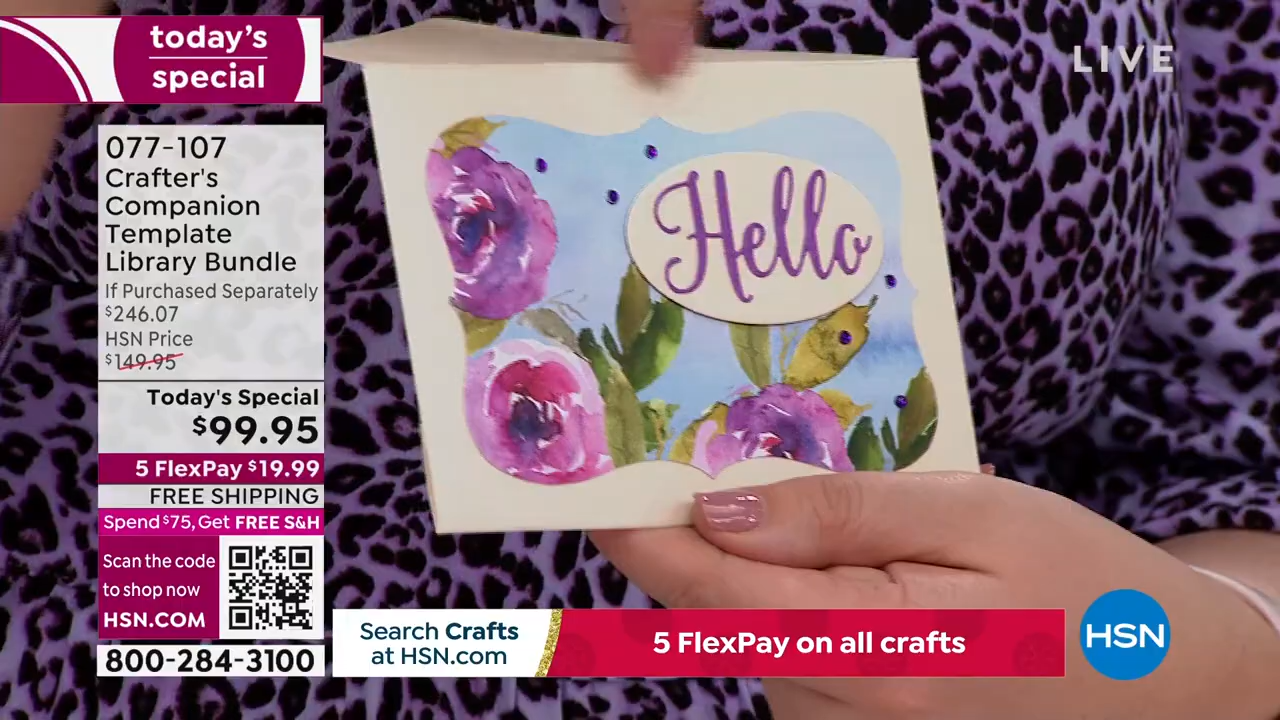 today's
special
LIVE
077-107
Crafter's
Companion
Template
Library Bundle
If Purchased Separately
$246.07
HSN Price
$149.95
Today's Special
$99.95
5 FlexPay $19.99
FREE SHIPPING
Spend $75, Get FREE S&H
Scan the code
to shop now
HSN.COM
800-284-3100
Hello
Search Crafts
at HSN.com
5 FlexPay on all crafts
HSN